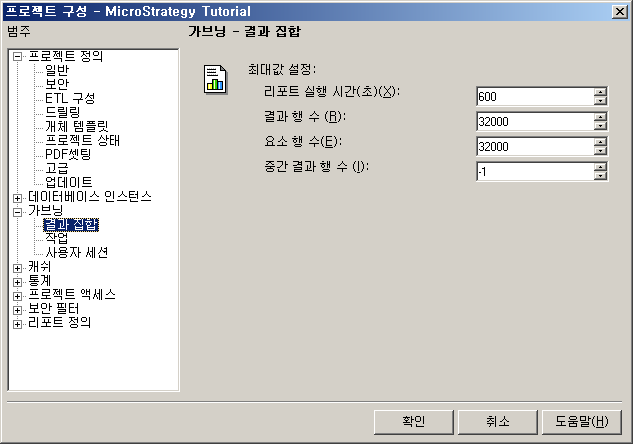 프로젝트 구성 - MicroStrategy Tutorial
범주
가브닝 - 결과 집합
프로젝트 정의
일반
보안
ETL 구성
드릴링
개체 템플릿
프로젝트 상태
PDF셋팅
고급
업데이트
데이터베이스 인스턴스
가브닝
결과 집합
작업
사용자 세션
캐쉬
통계
프로젝트 액세스
보안 필터
리포트 정의
최대값 설정:
리포트 실행 시간(초)(X): 600
결과 행 수 (R): 32000
요소 행 수(E): 32000
중간 결과 행 수 (I): -1
확인 취소 도움말(H)